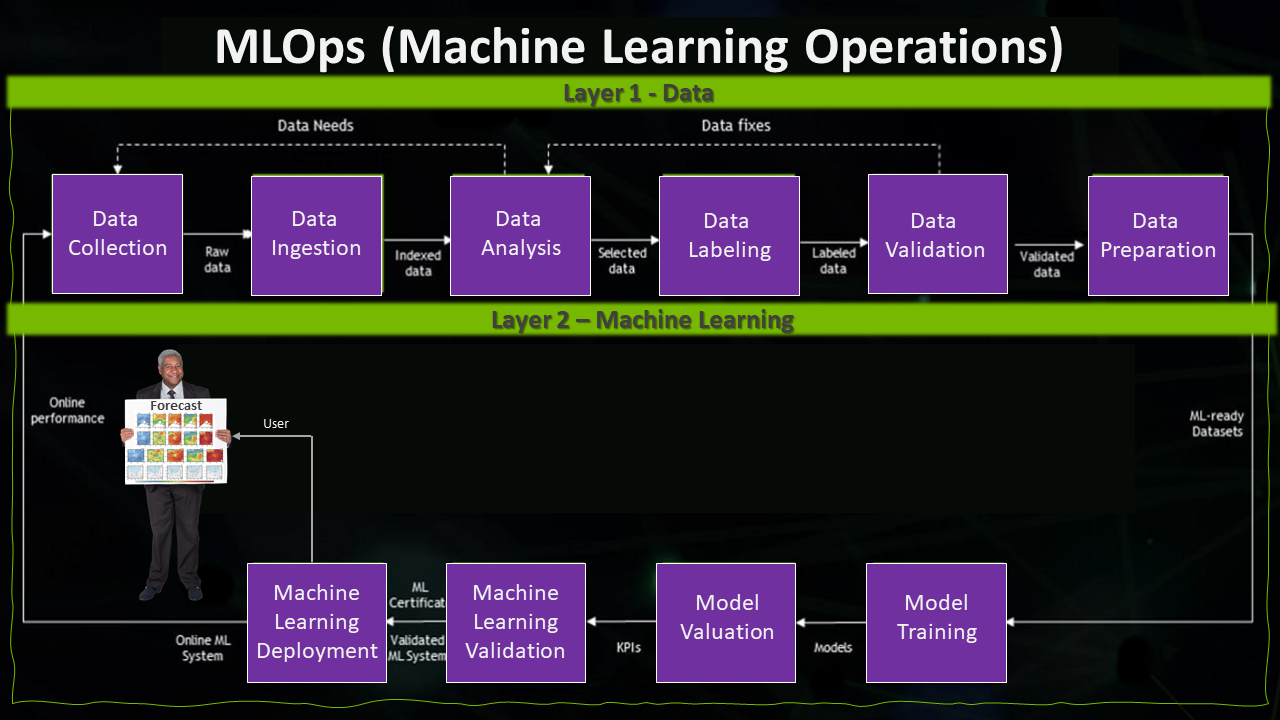 MLOps (Machine Learning Operations)
Layer 1 - Data
Data Needs
Data fixes
Data
Collection
Raw
data
Data
Ingestion
Indexed
data
Data
Analysis
Selected
data
Data
Labeling
Labeled
data
Data
Validation
Validated
data
Data
Preparation
Layer 2 – Machine Learning
Online
performance
Forecast
User
ML-ready
Datasets
Machine
Learning
Deployment
Online ML
System
ML
Certificat
Validated
ML System
Machine
Learning
Validation
KPIs
Model
Valuation
Models
Model
Training